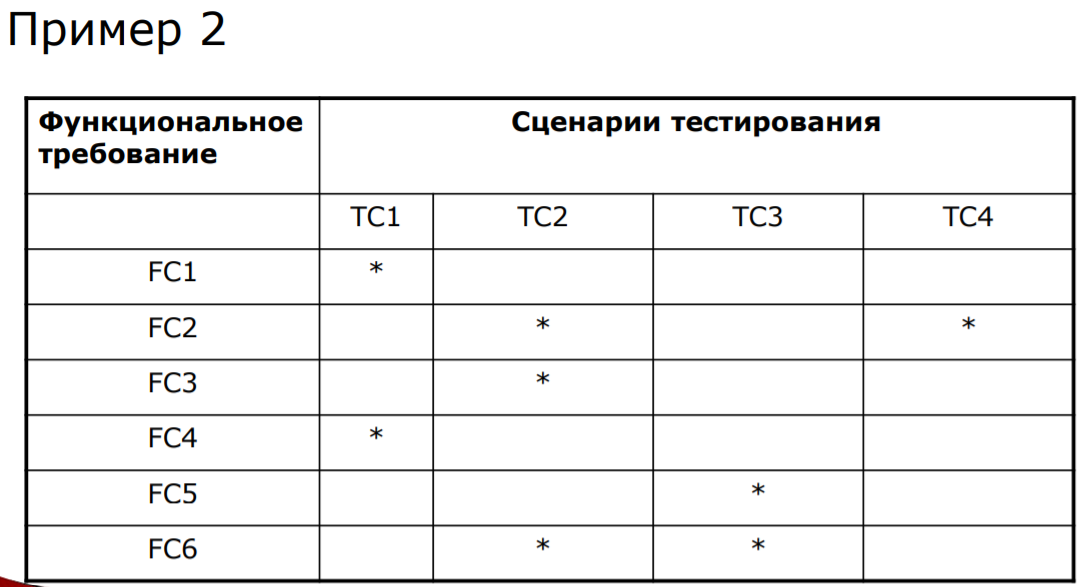 Пример 2
Функциональное Сценарии тестирования
требование
TC1 TC2 TC3 TC4
FC1 *
FC2 * *
FC3 *
FC4 *
FC5 *
FC6 * *